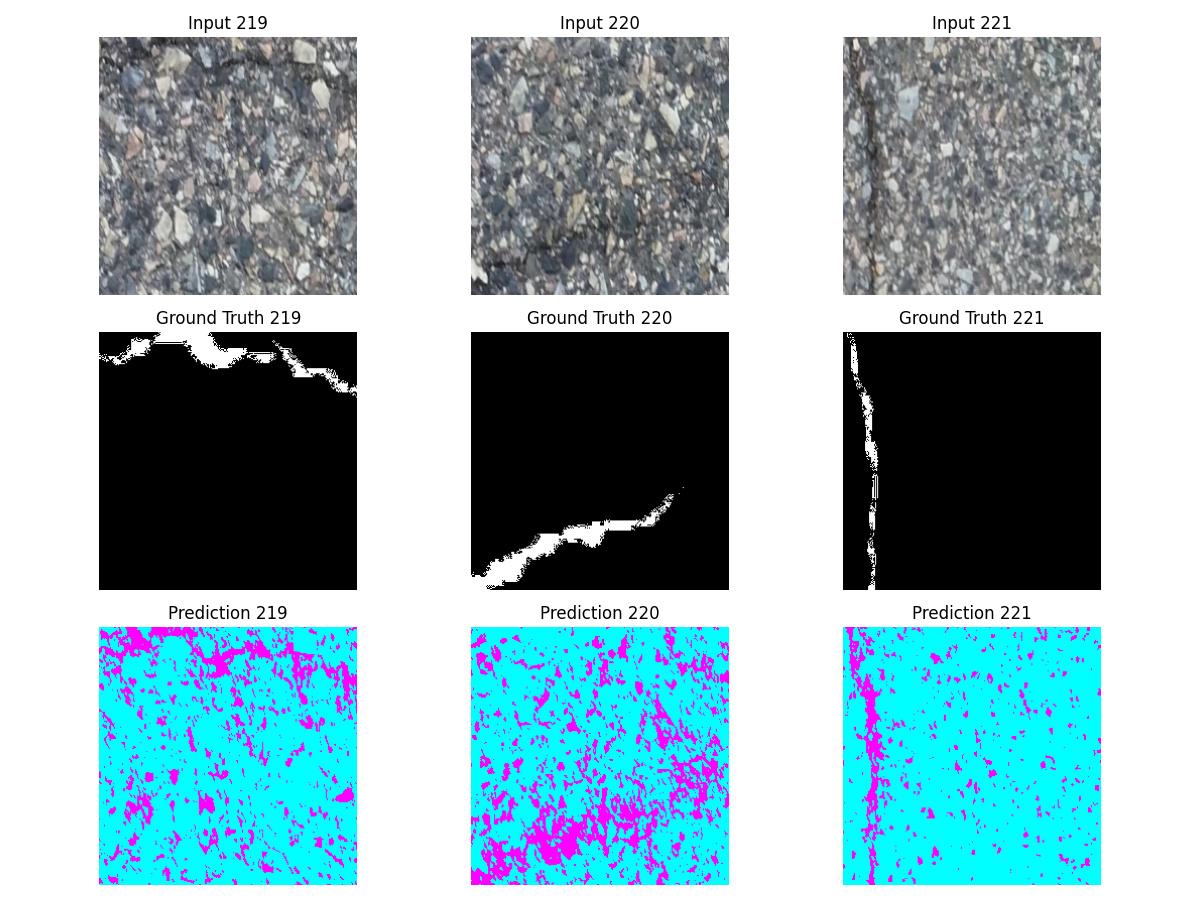 Input 219
Input 220
Input 221
Ground Truth 219
Ground Truth 220
Ground Truth 221
Prediction 219
Prediction 220
Prediction 221